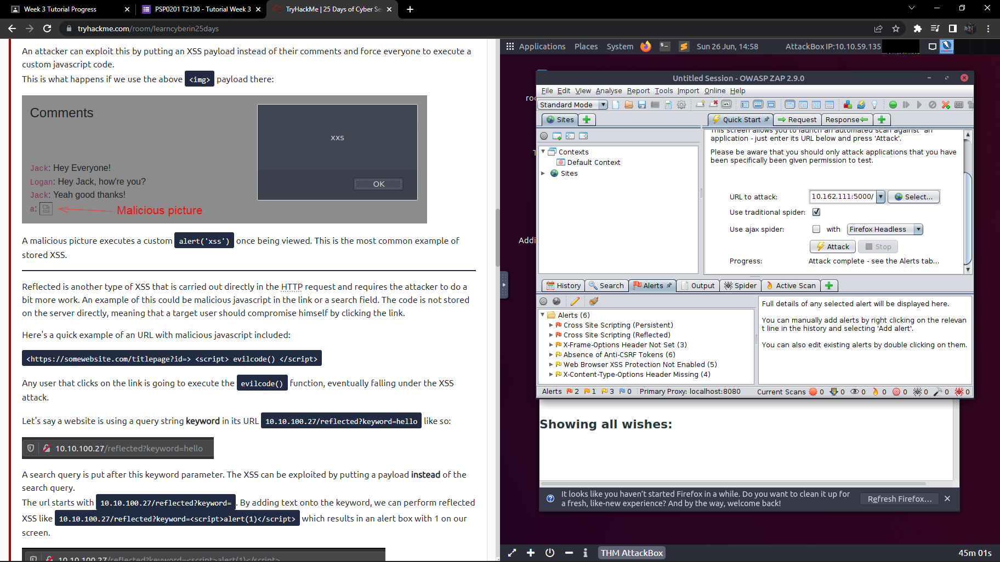 Week 3 Tutorial Progress
PSP0201 T2130 - Tutorial Week 3
TryHackMe | 25 Days of Cyber Se
tryhackme.com/room/learncyberin25days
An attacker can exploit this by putting an XSS payload instead of their comments and force everyone to execute a
custom javascript code.
This is what happens if we use the above <img> payload there:
Comments
xxs
OK
Jack: Hey Everyone!
Logan: Hey Jack, how're you?
Jack: Yeah good thanks!
a:
Malicious picture
A malicious picture executes a custom alert('xss') once being viewed. This is the most common example of
stored XSS.
Reflected is another type of XSS that is carried out directly in the HTTP request and requires the attacker to do a
bit more work. An example of this could be malicious javascript in the link or a search field. The code is not stored
on the server directly, meaning that a target user should compromise himself by clicking the link.
Here's a quick example of an URL with malicious javascript included:
<https://somewebsite.com/titlepage?id=> <script> evilcode() </script>
Any user that clicks on the link is going to execute the evilcode() function, eventually falling under the XSS
attack.
Let's say a website is using a query string keyword in its URL 10.10.100.27/reflected?keyword=hello like so:
10.10.100.27/reflected?keyword=hello
A search query is put after this keyword parameter. The XSS can be exploited by putting a payload instead of the
search query.
The url starts with 10.10.100.27/reflected?keyword= . By adding text onto the keyword, we can perform reflected
XSS like 10.10.100.27/reflected?keyword=<script>alert(1)</script> which results in an alert box with 1 on our
screen.
10.10.100.27/reflected?keyword=<script>alert(1)</script>
Applications Places System
Sun 26 Jun, 14:58
AttackBox IP:10.10.59.135
roo
T
Addi
Untitled Session - OWASP ZAP 2.9.0
File Edit View Analyse Report Tools Import Online Help
Standard Mode
Sites
Quick Start
Request
Response
This screen allows you to launch an automated scan against an
application - just enter its URL below and press 'Attack'.
Please be aware that you should only attack applications that you have
been specifically been given permission to test.
Contexts
Default Context
Sites
URL to attack: 10.162.111:5000/ Select...
Use traditional spider:
Use ajax spider: with Firefox Headless
Attack Stop
Progress: Attack complete - see the Alerts tab...
History Search Alerts Output Spider Active Scan
Alerts (6)
Cross Site Scripting (Persistent)
Cross Site Scripting (Reflected)
X-Frame-Options Header Not Set (3)
Absence of Anti-CSRF Tokens (6)
Web Browser XSS Protection Not Enabled (5)
X-Content-Type-Options Header Missing (4)
Full details of any selected alert will be displayed here.
You can manually add alerts by right clicking on the relevan
t line in the history and selecting 'Add alert'.
You can also edit existing alerts by double clicking on them.
Alerts 2 1 3 0 Primary Proxy: localhost:8080 Current Scans 0 0 0 0 0 0 0 0
Showing all wishes:
It looks like you haven't started Firefox in a while. Do you want to clean it up for
a fresh, like-new experience? And by the way, welcome back!
Refresh Firefox...
THM AttackBox
45m 01s